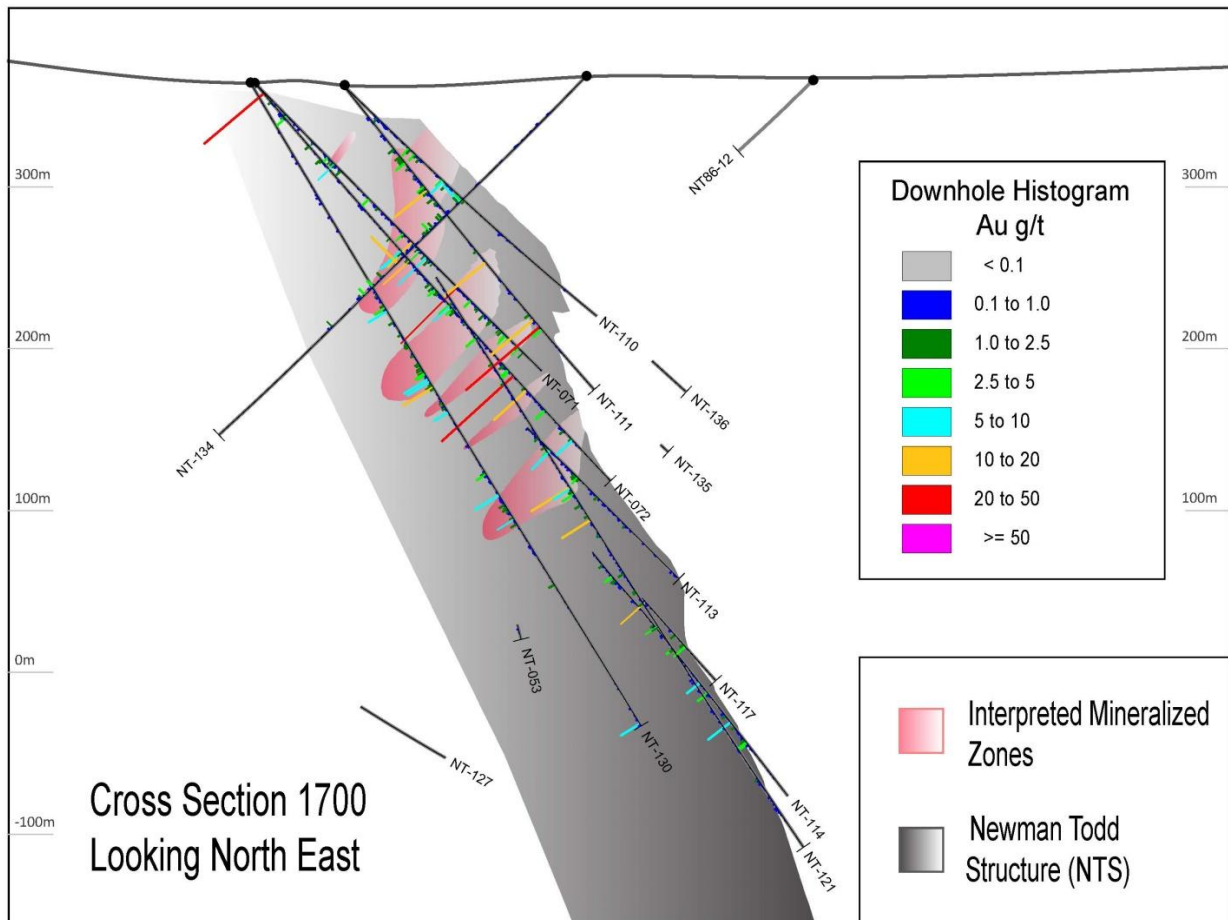 NT86-12
300m
300m
Downhole Histogram
Au g/t
< 0.1
0.1 to 1.0
1.0 to 2.5
2.5 to 5
5 to 10
10 to 20
20 to 50
>= 50
200m
200m
NT-110
NT-071
NT-111
NT-136
NT-134
NT-135
NT-072
100m
100m
NT-113
0m
NT-053
NT-117
NT-130
NT-127
NT-114
NT-121
-100m
Cross Section 1700
Looking North East
Interpreted Mineralized
Zones
Newman Todd
Structure (NTS)